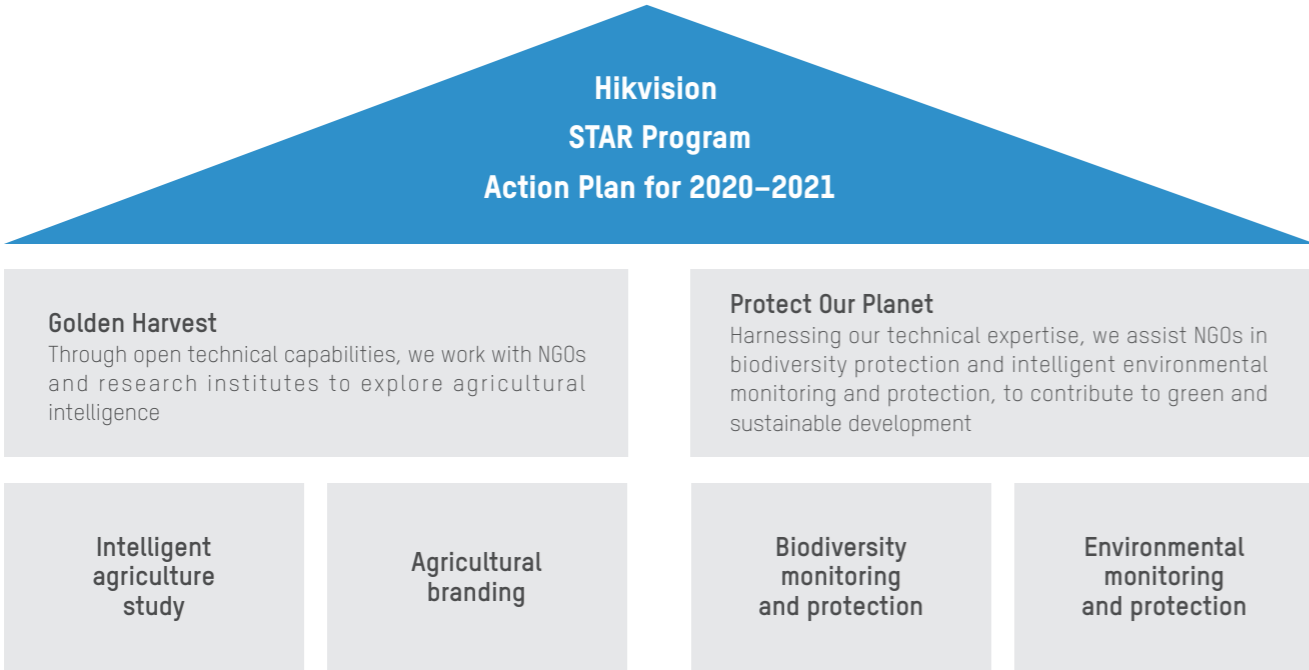 Hikvision
STAR Program
Action Plan for 2020–2021
Golden Harvest
Through open technical capabilities, we work with NGOs
and research institutes to explore agricultural
intelligence
Protect Our Planet
Harnessing our technical expertise, we assist NGOs in
biodiversity protection and intelligent environmental
monitoring and protection, to contribute to green and
sustainable development
Intelligent
agriculture
study
Agricultural
branding
Biodiversity
monitoring
and protection
Environmental
monitoring
and protection